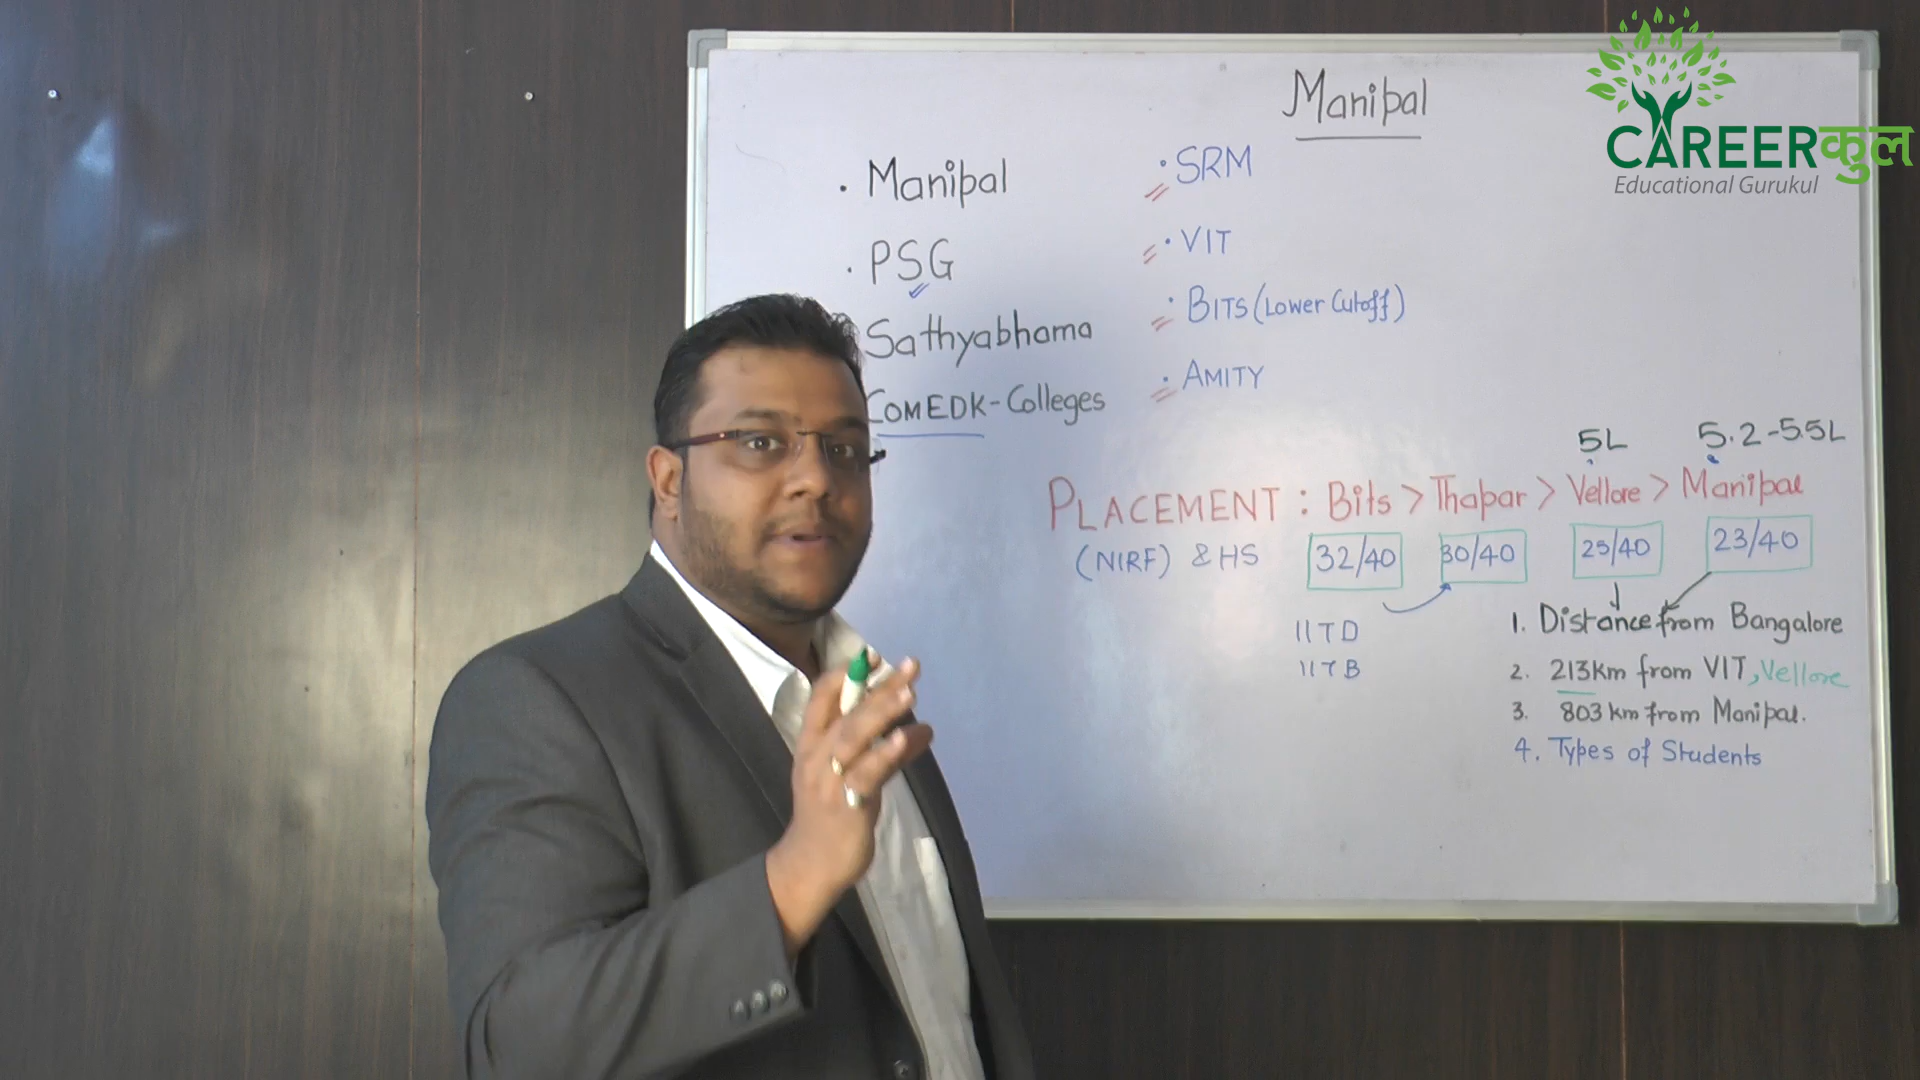 Manipal
CAREERकुल
Educational Gurukul
. Manipal
. PSG
Sathyabhama
COMEDK-Colleges
. SRM
. VIT
. BITS (Lower Cutoff)
. AMITY
5L 5.2-5.5L
PLACEMENT : Bits > Thapar > Vellore > Manipal
(NIRF) & HS 32/40 30/40 25/40 23/40
IITD
IITB
1. Distance from Bangalore
2. 213km from VIT, Vellore
3. 803 km from Manipal.
4. Types of Students